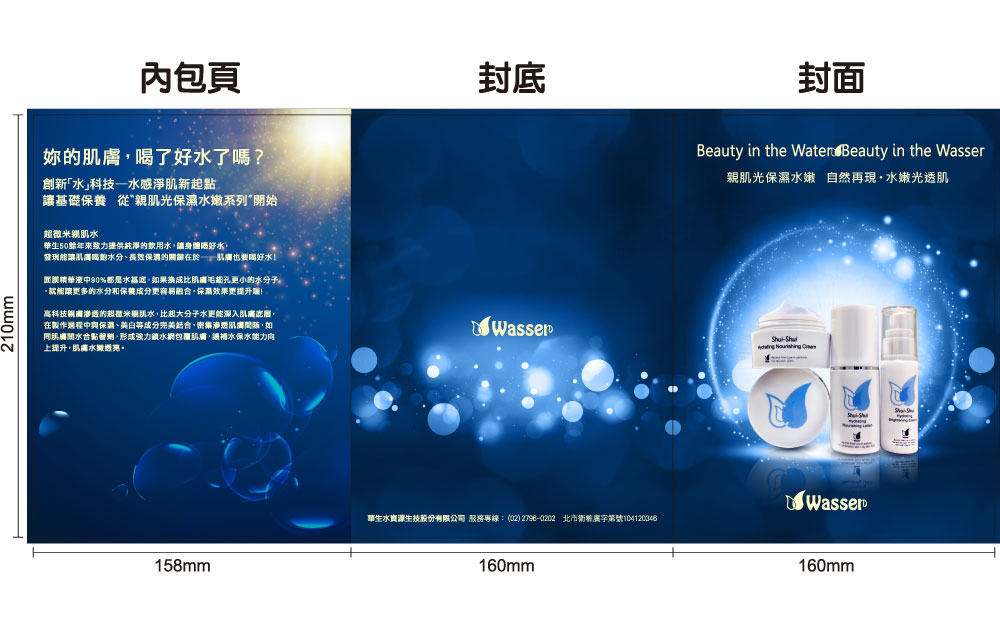 內包頁
封底
封面
210mm
妳的肌膚，喝了好水了嗎？
創新「水」科技—水感淨肌新起點
讓基礎保養 從“親肌光保濕水嫩系列”開始
超微米親肌水
華生50餘年來致力提供純淨的飲用水，讓身體喝好水，
發現能讓肌膚喝飽水分、長效保濕的關鍵在於——肌膚也要喝好水！
面膜精華液中90%都是水基底，如果換成比肌膚毛細孔更小的水分子
，就能讓更多的水分和保養成分更容易融合，保濕效果更提升喔!
高科技親膚滲透的超微米親肌水，比起大分子水更能深入肌膚底層，
在製作過程中與保濕、美白等成分完美結合，密集滲透肌膚間隙，如
同肌膚間水合黏著劑，形成強力鎖水網包覆肌膚，讓補水保水能力向
上提升，肌膚水嫩透亮。
Wasser
華生水資源生技股份有限公司 服務專線：(02) 2796-0202 北市衛粧廣字第號104120346
Beauty in the Water Beauty in the Wasser
親肌光保濕水嫩 自然再現・水嫩光透肌
Shui-Shui
Hydrating Nourishing Cream
Shui-Shui
Hydrating
Nourishing Lotion
Shui-Shui
Hydrating
Brightening
Wasser
158mm
160mm
160mm